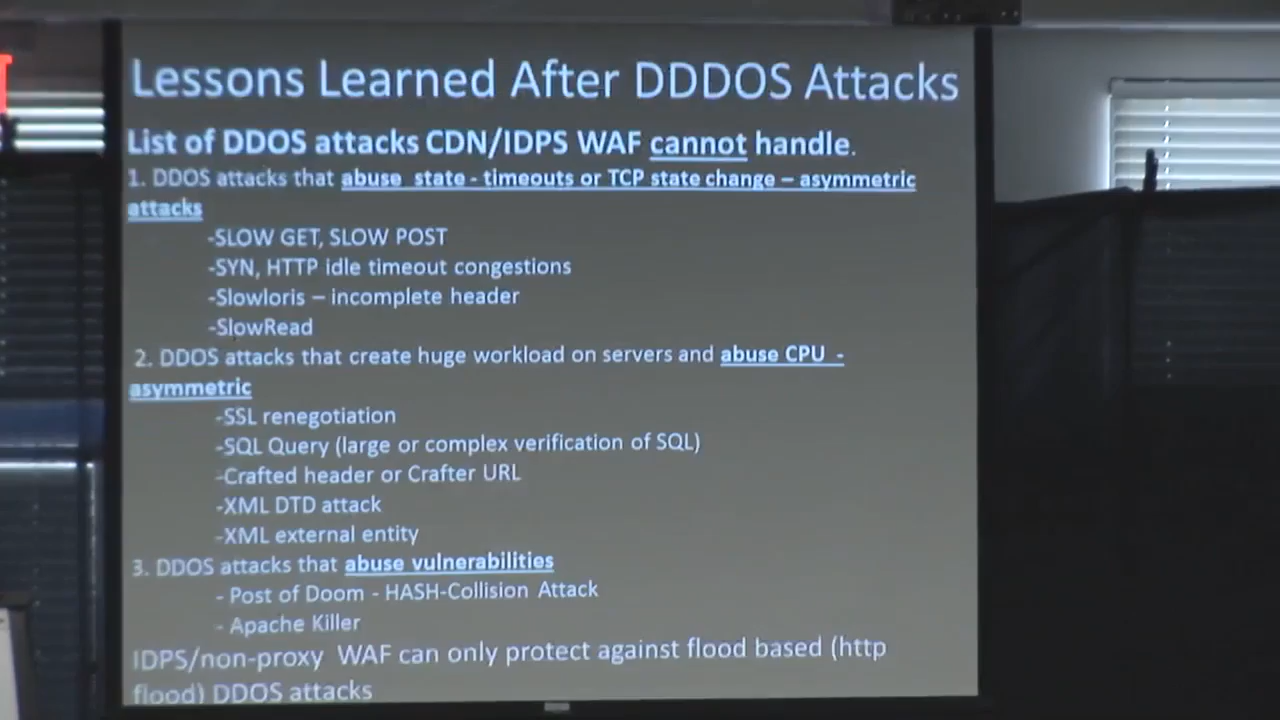 Lessons Learned After DDDOS Attacks
List of DDOS attacks CDN/IDPS WAF cannot handle.
1. DDOS attacks that abuse state - timeouts or TCP state change – asymmetric
attacks
-SLOW GET, SLOW POST
-SYN, HTTP idle timeout congestions
-Slowloris – incomplete header
-SlowRead
2. DDOS attacks that create huge workload on servers and abuse CPU -
asymmetric
-SSL renegotiation
-SQL Query (large or complex verification of SQL)
-Crafted header or Crafter URL
-XML DTD attack
-XML external entity
3. DDOS attacks that abuse vulnerabilities
- Post of Doom - HASH-Collision Attack
- Apache Killer
IDPS/non-proxy WAF can only protect against flood based (http
flood) DDOS attacks